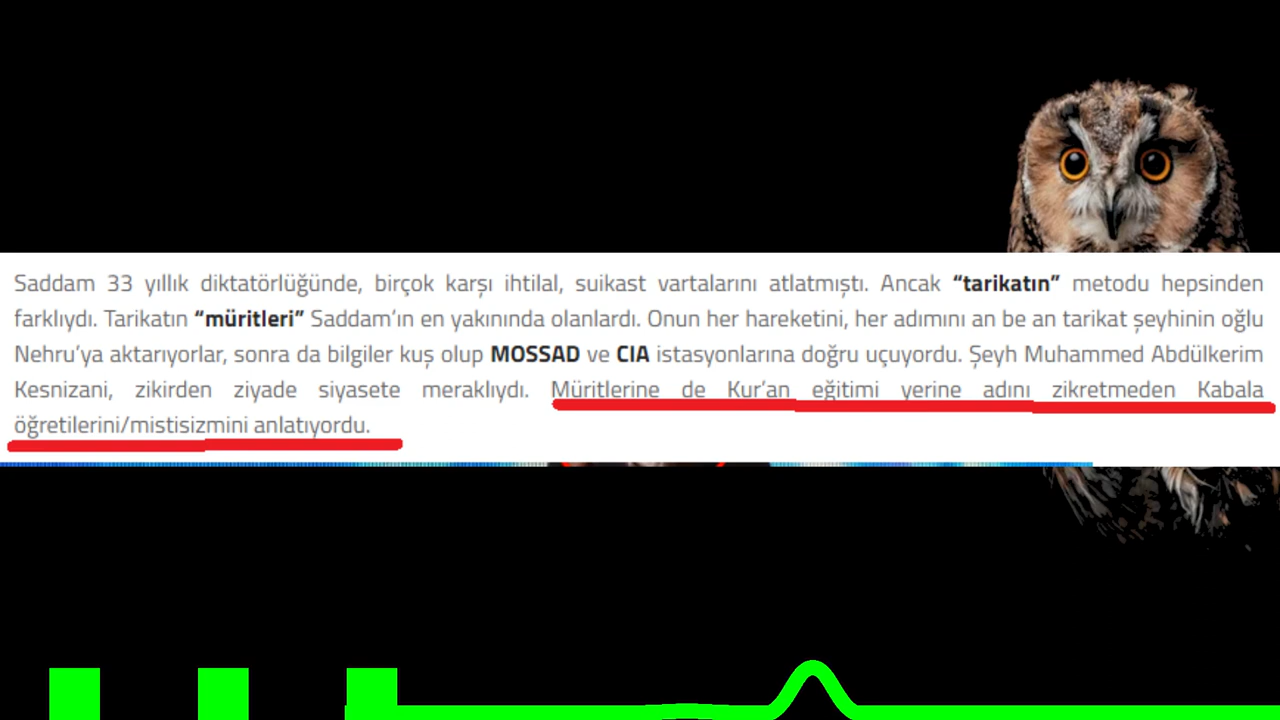 Saddam 33 yıllık diktatörlüğünde, birçok karşı ihtilal, suikast vartalarını atlatmıştı. Ancak “tarikatın” metodu hepsinden
farklıydı. Tarikatın “müritleri” Saddam’ın en yakınında olanlardı. Onun her hareketini, her adımını an be an tarikat şeyhinin oğlu
Nehru’ya aktarıyorlar, sonra da bilgiler kuş olup MOSSAD ve CIA istasyonlarına doğru uçuyordu. Şeyh Muhammed Abdülkerim
Kesnizani, zikirden ziyade siyasete meraklıydı. Müritlerine de Kur’an eğitimi yerine adını zikretmeden Kabala
öğretilerini/mistisizmini anlatıyordu.